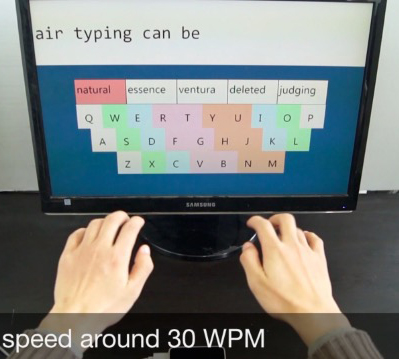 air typing can be
natural essence ventura deleted judging
Q W E R T Y U I O P
A S D F G H J K L
Z X C V B N M
SAMSUNG
speed around 30 WPM